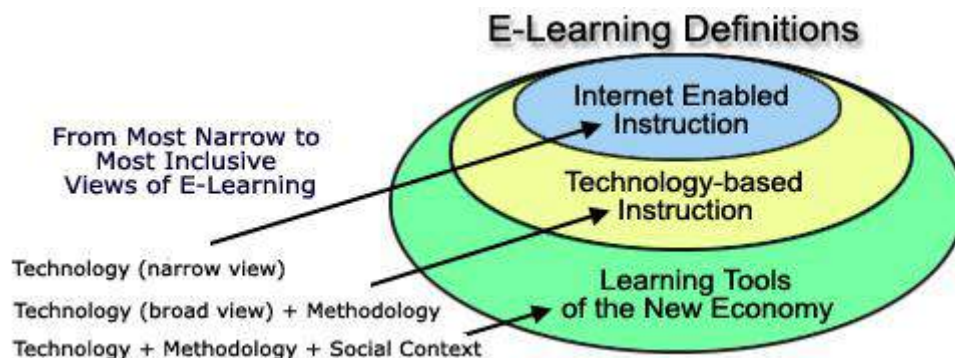 E-Learning Definitions
Internet Enabled
Instruction
From Most Narrow to
Most Inclusive
Views of E-Learning
Technology-based
Instruction
Technology (narrow view)
Learning Tools
of the New Economy
Technology (broad view) + Methodology
Technology + Methodology + Social Context